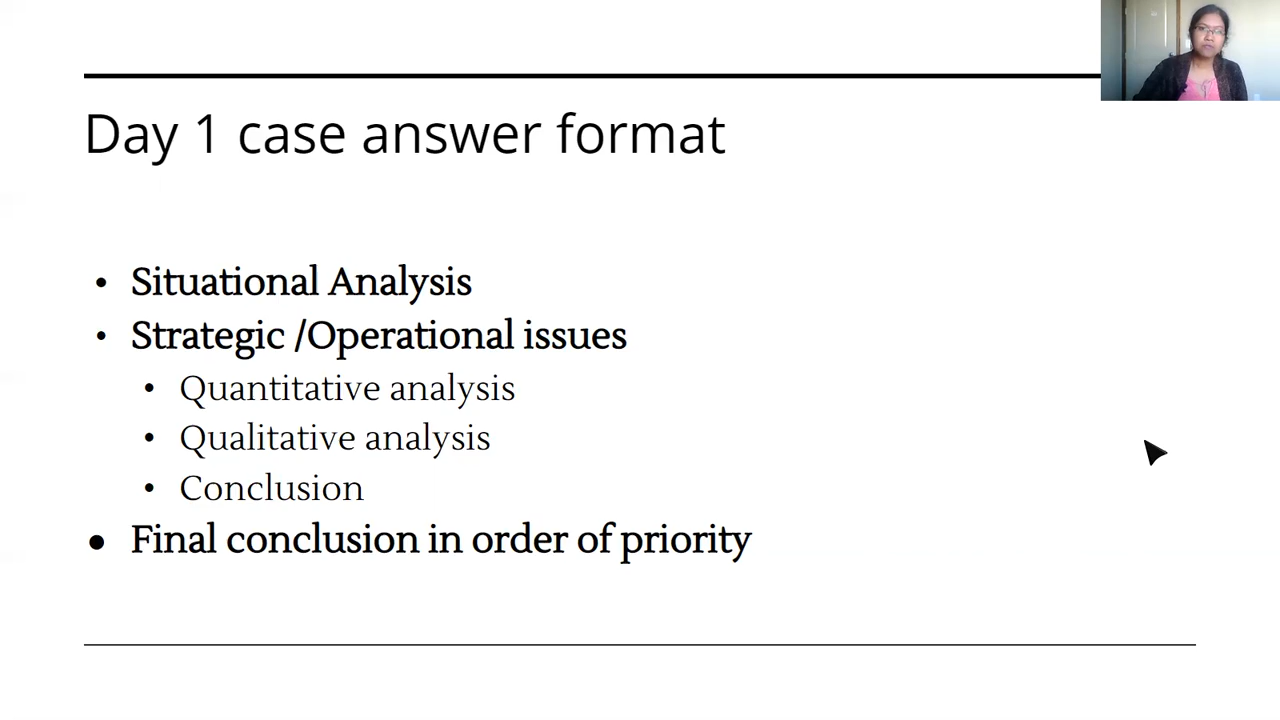 Day 1 case answer format
• Situational Analysis
• Strategic /Operational issues
• Quantitative analysis
• Qualitative analysis
• Conclusion
• Final conclusion in order of priority